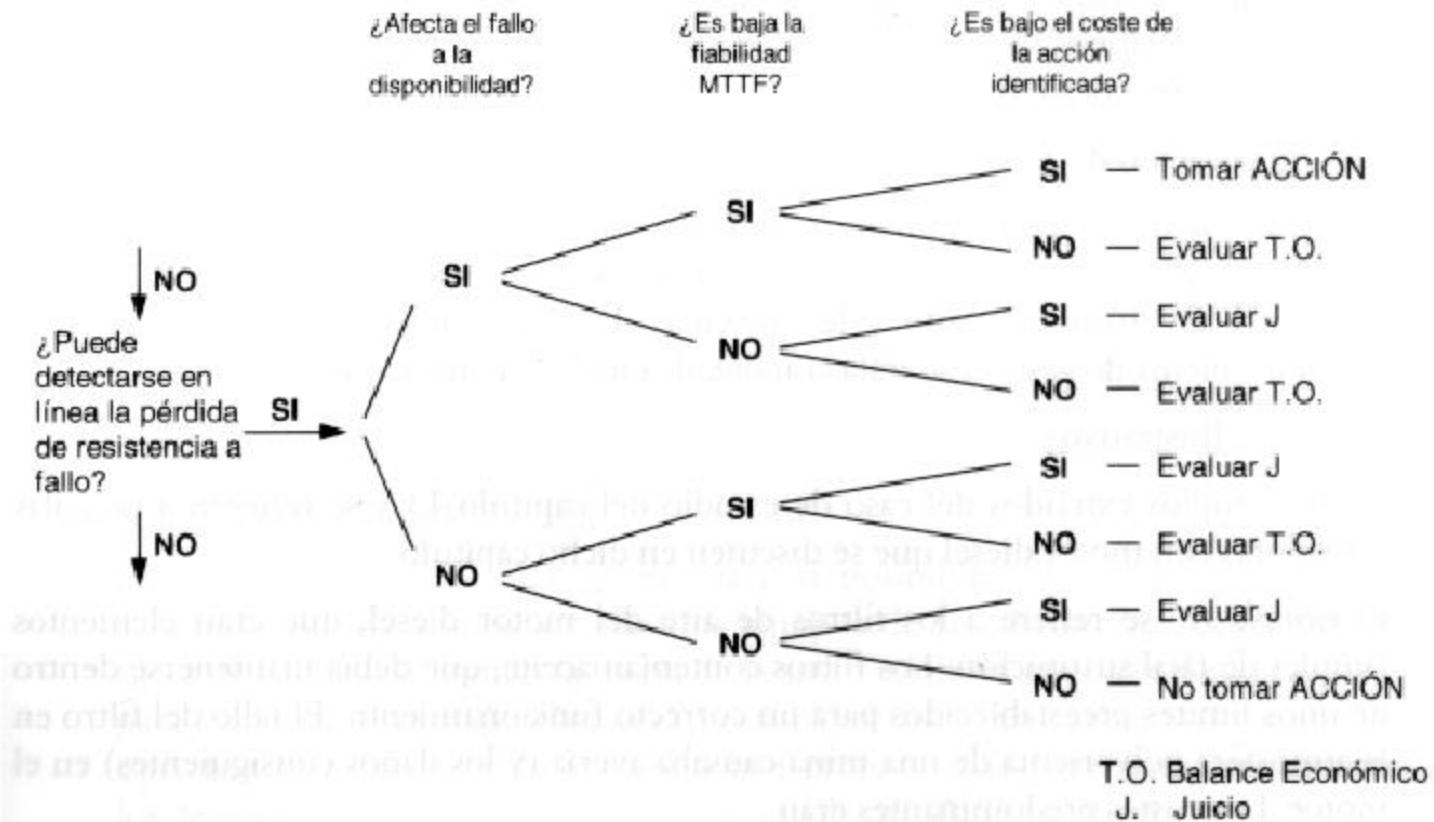 ¿Afecta el fallo
a la
disponibilidad?
¿Es baja la
fiabilidad
MTTF?
¿Es bajo el coste de
la acción
identificada?
NO
¿Puede
detectarse en
línea la pérdida
de resistencia a
fallo?
SI
NO
SI
NO
SI
NO
SI
NO
SI — Tomar ACCIÓN
NO — Evaluar T.O.
SI — Evaluar J
NO — Evaluar T.O.
SI — Evaluar J
NO — Evaluar T.O.
SI — Evaluar J
NO — No tomar ACCIÓN
T.O. Balance Económico
J. Juicio